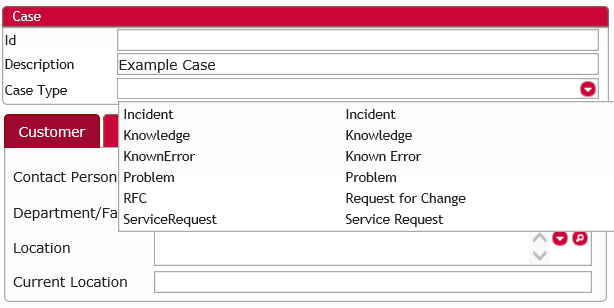 Case
Id
Description Example Case
Case Type
Incident Incident
Knowledge Knowledge
KnownError Known Error
Problem Problem
RFC Request for Change
ServiceRequest Service Request
Customer
Contact Person
Department/Fa
Location
Current Location